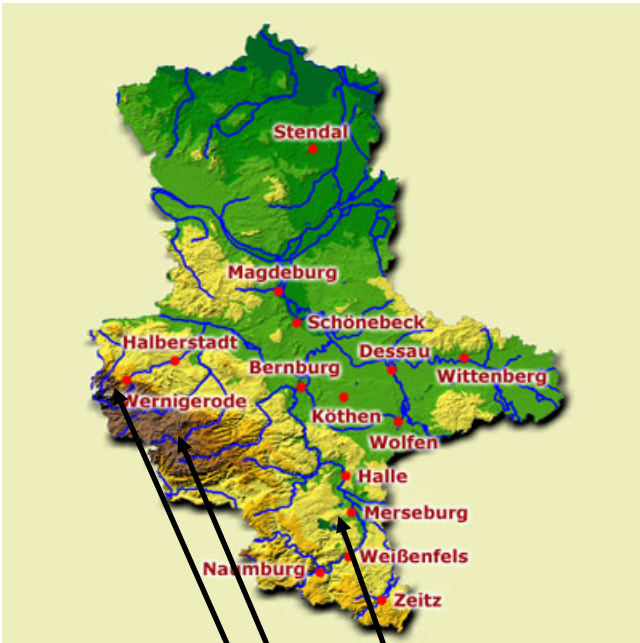 Stendal
Magdeburg
Schönebeck
Halberstadt
Dessau
Bernburg
Wittenberg
Wernigerode
Köthen
Wolfen
Halle
Merseburg
Weißenfels
Naumburg
Zeitz